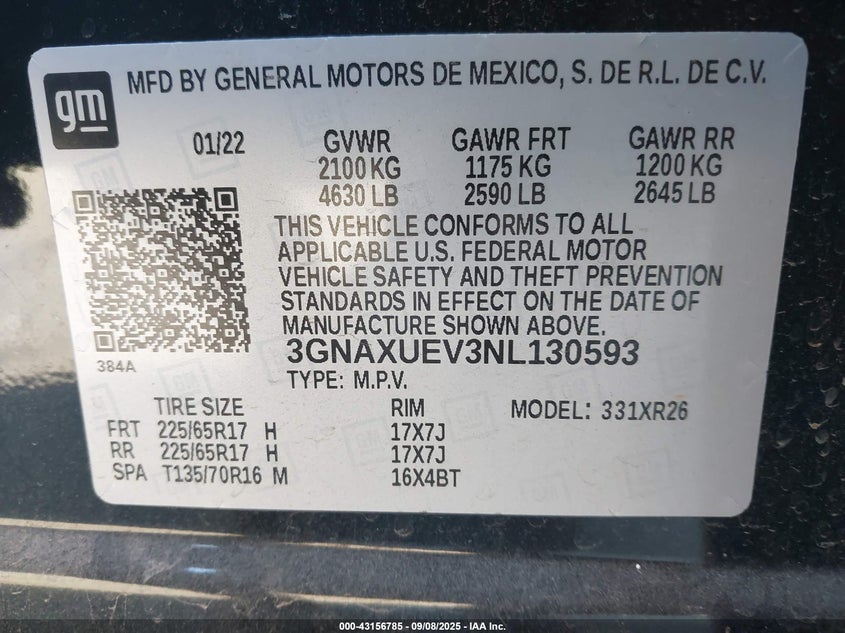 gm
MFD BY GENERAL MOTORS DE MEXICO, S. DE R.L. DE C.V.
01/22 GVWR GAWR FRT GAWR RR
2100 KG 1175 KG 1200 KG
4630 LB 2590 LB 2645 LB
THIS VEHICLE CONFORMS TO ALL
APPLICABLE U.S. FEDERAL MOTOR
VEHICLE SAFETY AND THEFT PREVENTION
STANDARDS IN EFFECT ON THE DATE OF
MANUFACTURE SHOWN ABOVE.
384A
3GNAXUEV3NL130593
TYPE: M.P.V.
TIRE SIZE RIM MODEL: 331XR26
FRT 225/65R17 H 17X7J
RR 225/65R17 H 17X7J
SPA T135/70R16 M 16X4BT
000-43156785 - 09/08/2025 - IAA Inc.